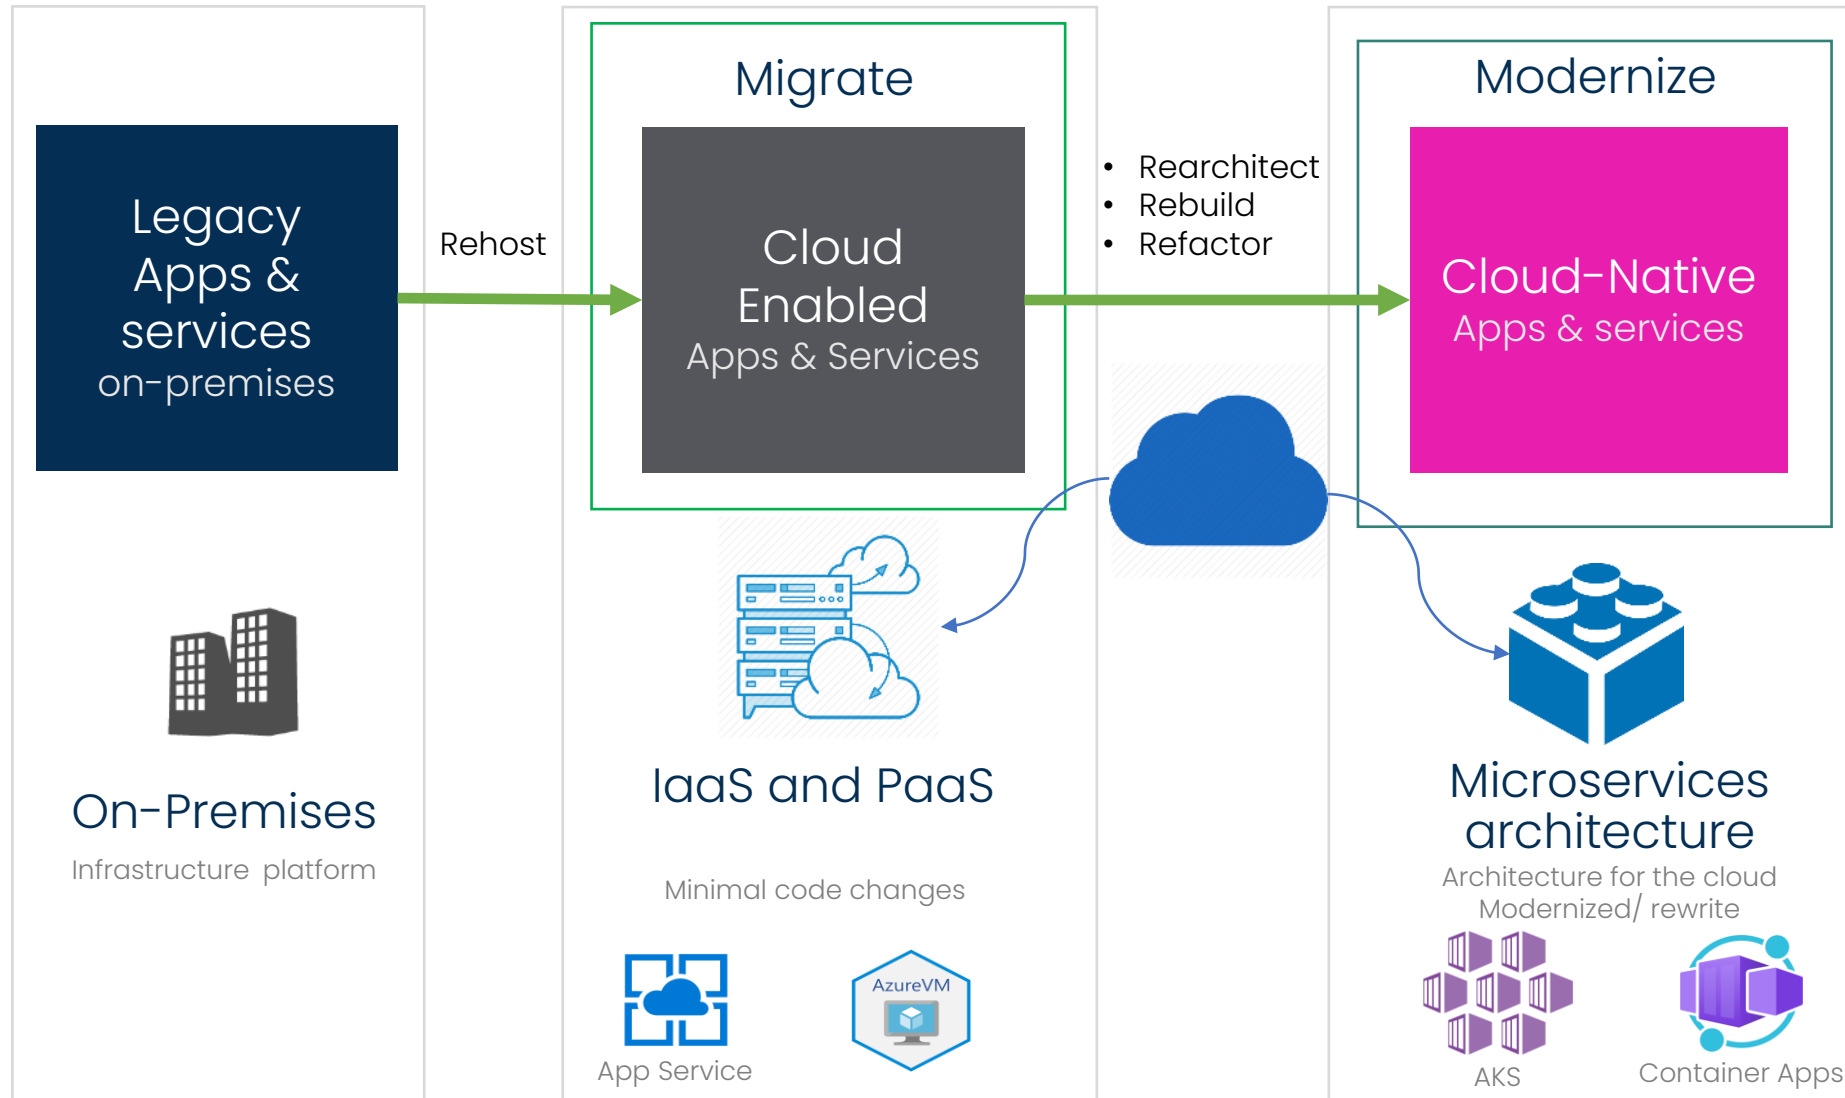 Legacy
Apps &
services
on-premises
On-Premises
Infrastructure platform
Rehost
Migrate
Cloud
Enabled
Apps & Services
IaaS and PaaS
Minimal code changes
App Service
AzureVM
• Rearchitect
• Rebuild
• Refactor
Modernize
Cloud-Native
Apps & services
Microservices
architecture
Architecture for the cloud
Modernized/ rewrite
AKS
Container Apps